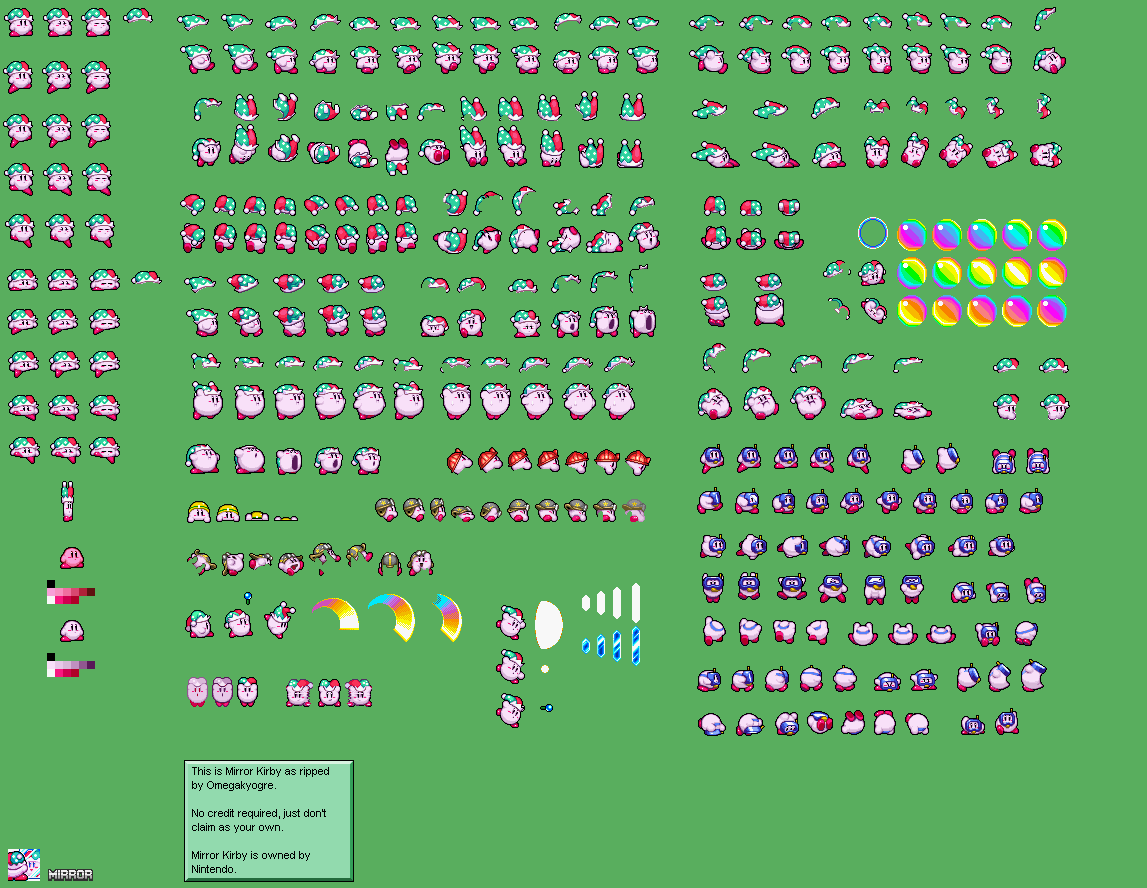 This is Mirror Kirby as ripped
by Omegakyogre.
No credit required, just don't
claim as your own.
Mirror Kirby is owned by
Nintendo.
MIRROR